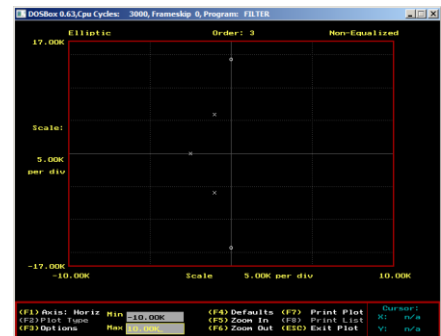 DOSBox 0.63,Cpu Cycles: 3000, Frameskip 0, Program: FILTER
Elliptic Order: 3 Non-Equalized
17.00K
Scale:
5.00K
per div
-17.00K
-10.00K Scale 5.00K per div 10.00K
(F1) Axis: Horiz Min -10.00K (F4) Defaults (F7) Print Plot Cursor:
(F2) Plot Type (F5) Zoom In (F8) Print List X: n/a
(F3) Options Max 10.00K (F6) Zoom Out (ESC) Exit Plot Y: n/a